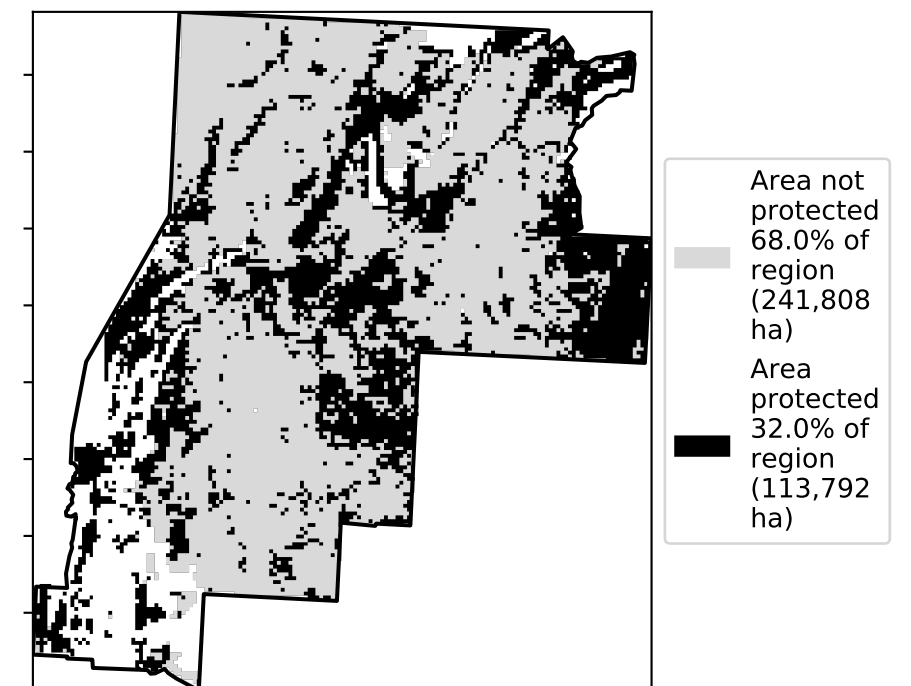 Area not
protected
68.0% of
region
(241,808
ha)
Area
protected
32.0% of
region
(113,792
ha)